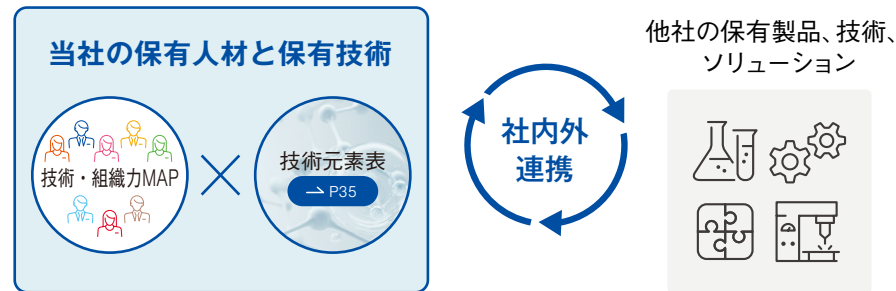 当社の保有人材と保有技術
技術・組織力MAP
×
技術元素表
→ P35
社内外
連携
他社の保有製品、技術、
ソリューション